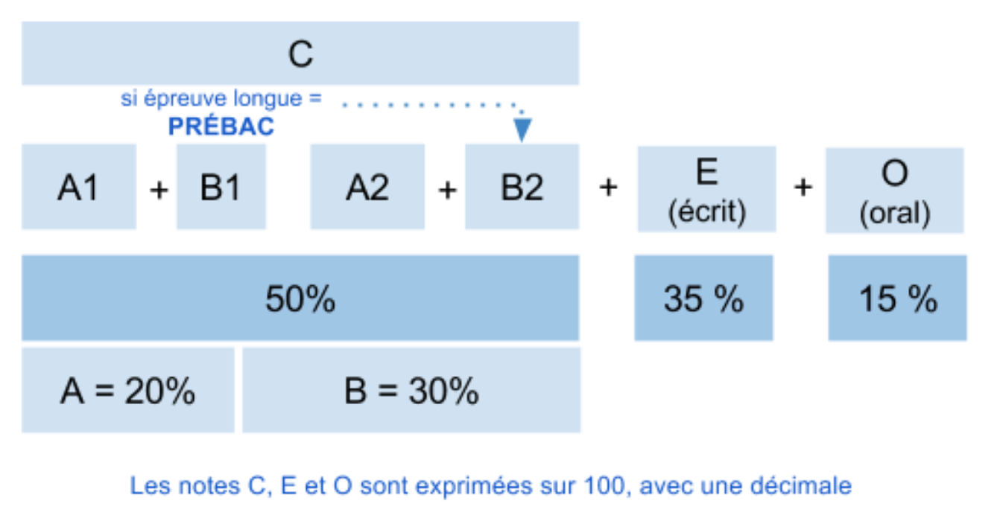 C
si épreuve longue =
PRÉBAC
A1 + B1 A2 + B2 + E (écrit) + O (oral)
50% 35 % 15 %
A = 20% B = 30%
Les notes C, E et O sont exprimées sur 100, avec une décimale